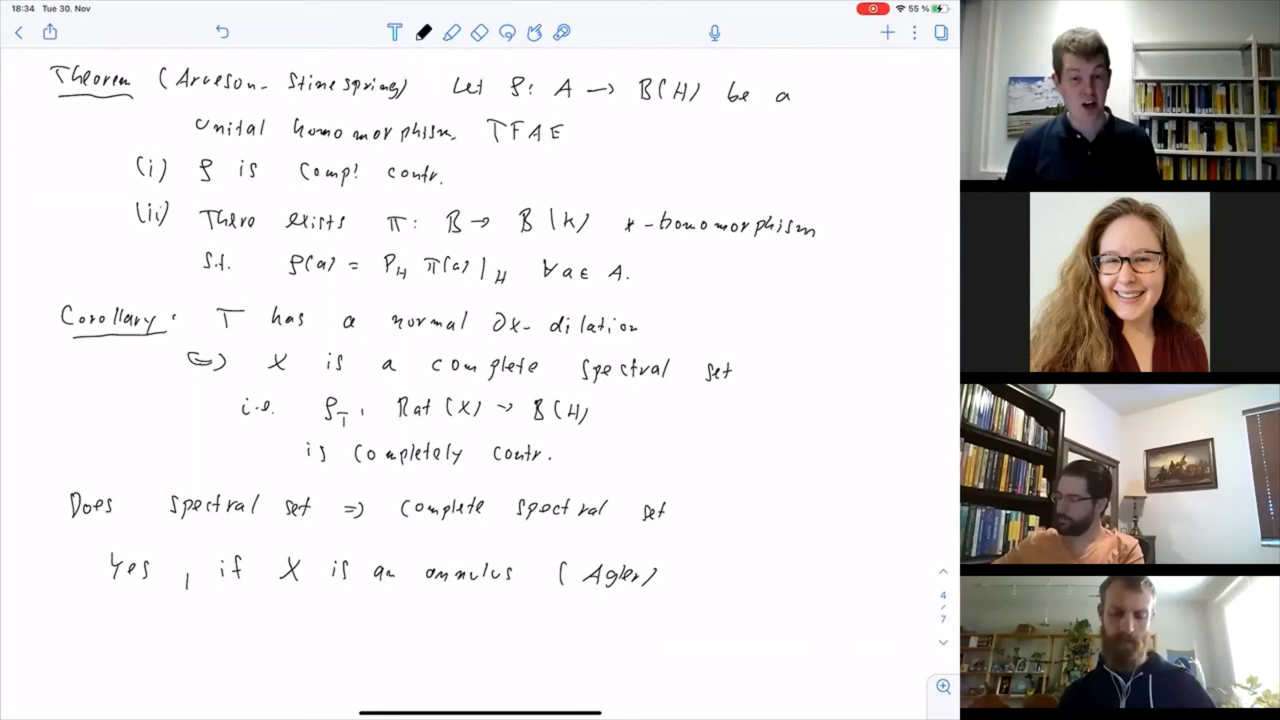 18:34 Tue 30. Nov
55 %
Theorem (Arveson-Stinespring) Let ρ: A → B(H) be a
unital homomorphism. TFAE
(i) ρ is compl. contr.
(ii) There exists π: B → B(K) *-homomorphism
s.t. ρ(a) = P_H π(a)|_H ∀a∈ A.
Corollary: T has a normal ∂X-dilation
⇔ X is a complete spectral set
i.e. ρ_T: Rat(X) → B(H)
is completely contr.
Does spectral set ⇒ complete spectral set
Yes, if X is an annulus (Agler)
4
/
7